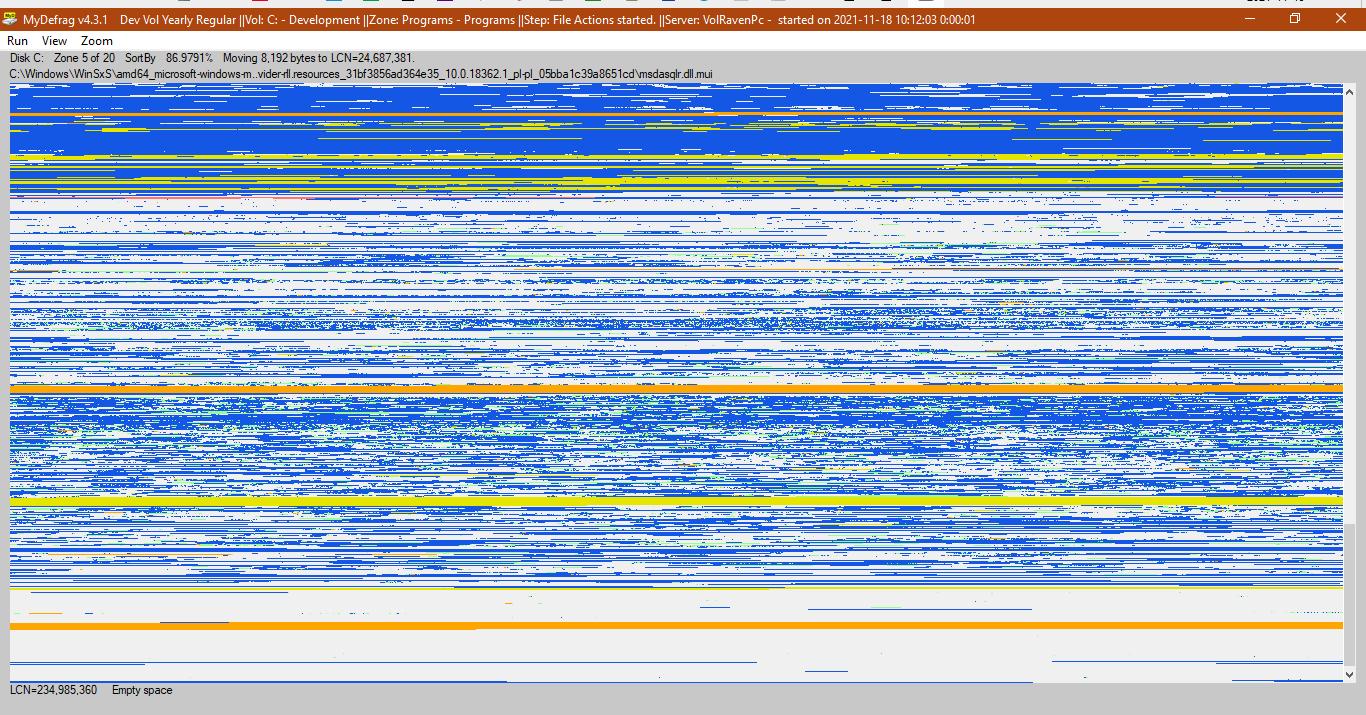 MyDefrag v4.3.1 Dev Vol Yearly Regular ||Vol: C: - Development ||Zone: Programs - Programs ||Step: File Actions started. ||Server: VolRavenPc - started on 2021-11-18 10:12:03 0:00:01
Run View Zoom
Disk C: Zone 5 of 20 SortBy 86.9791% Moving 8,192 bytes to LCN=24,687,381.
C:\Windows\WinSxS\amd64_microsoft-windows-m..vider-rll.resources_31bf3856ad364e35_10.0.18362.1_pl-pl_05bba1c39a8651cd\msdasqlr.dll.mui
LCN=234,985,360 Empty space